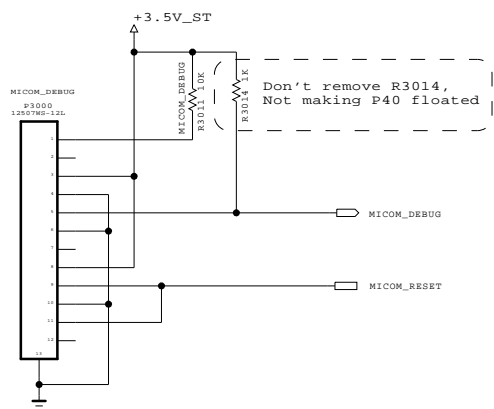 +3.5V_ST
MICOM_DEBUG
P3000
12507WS-12L
MICOM_DEBUG
R3011 10K
R3014 1K
Don't remove R3014,
Not making P40 floated
1
2
3
4
5
MICOM_DEBUG
6
7
8
9
MICOM_RESET
10
11
12
13